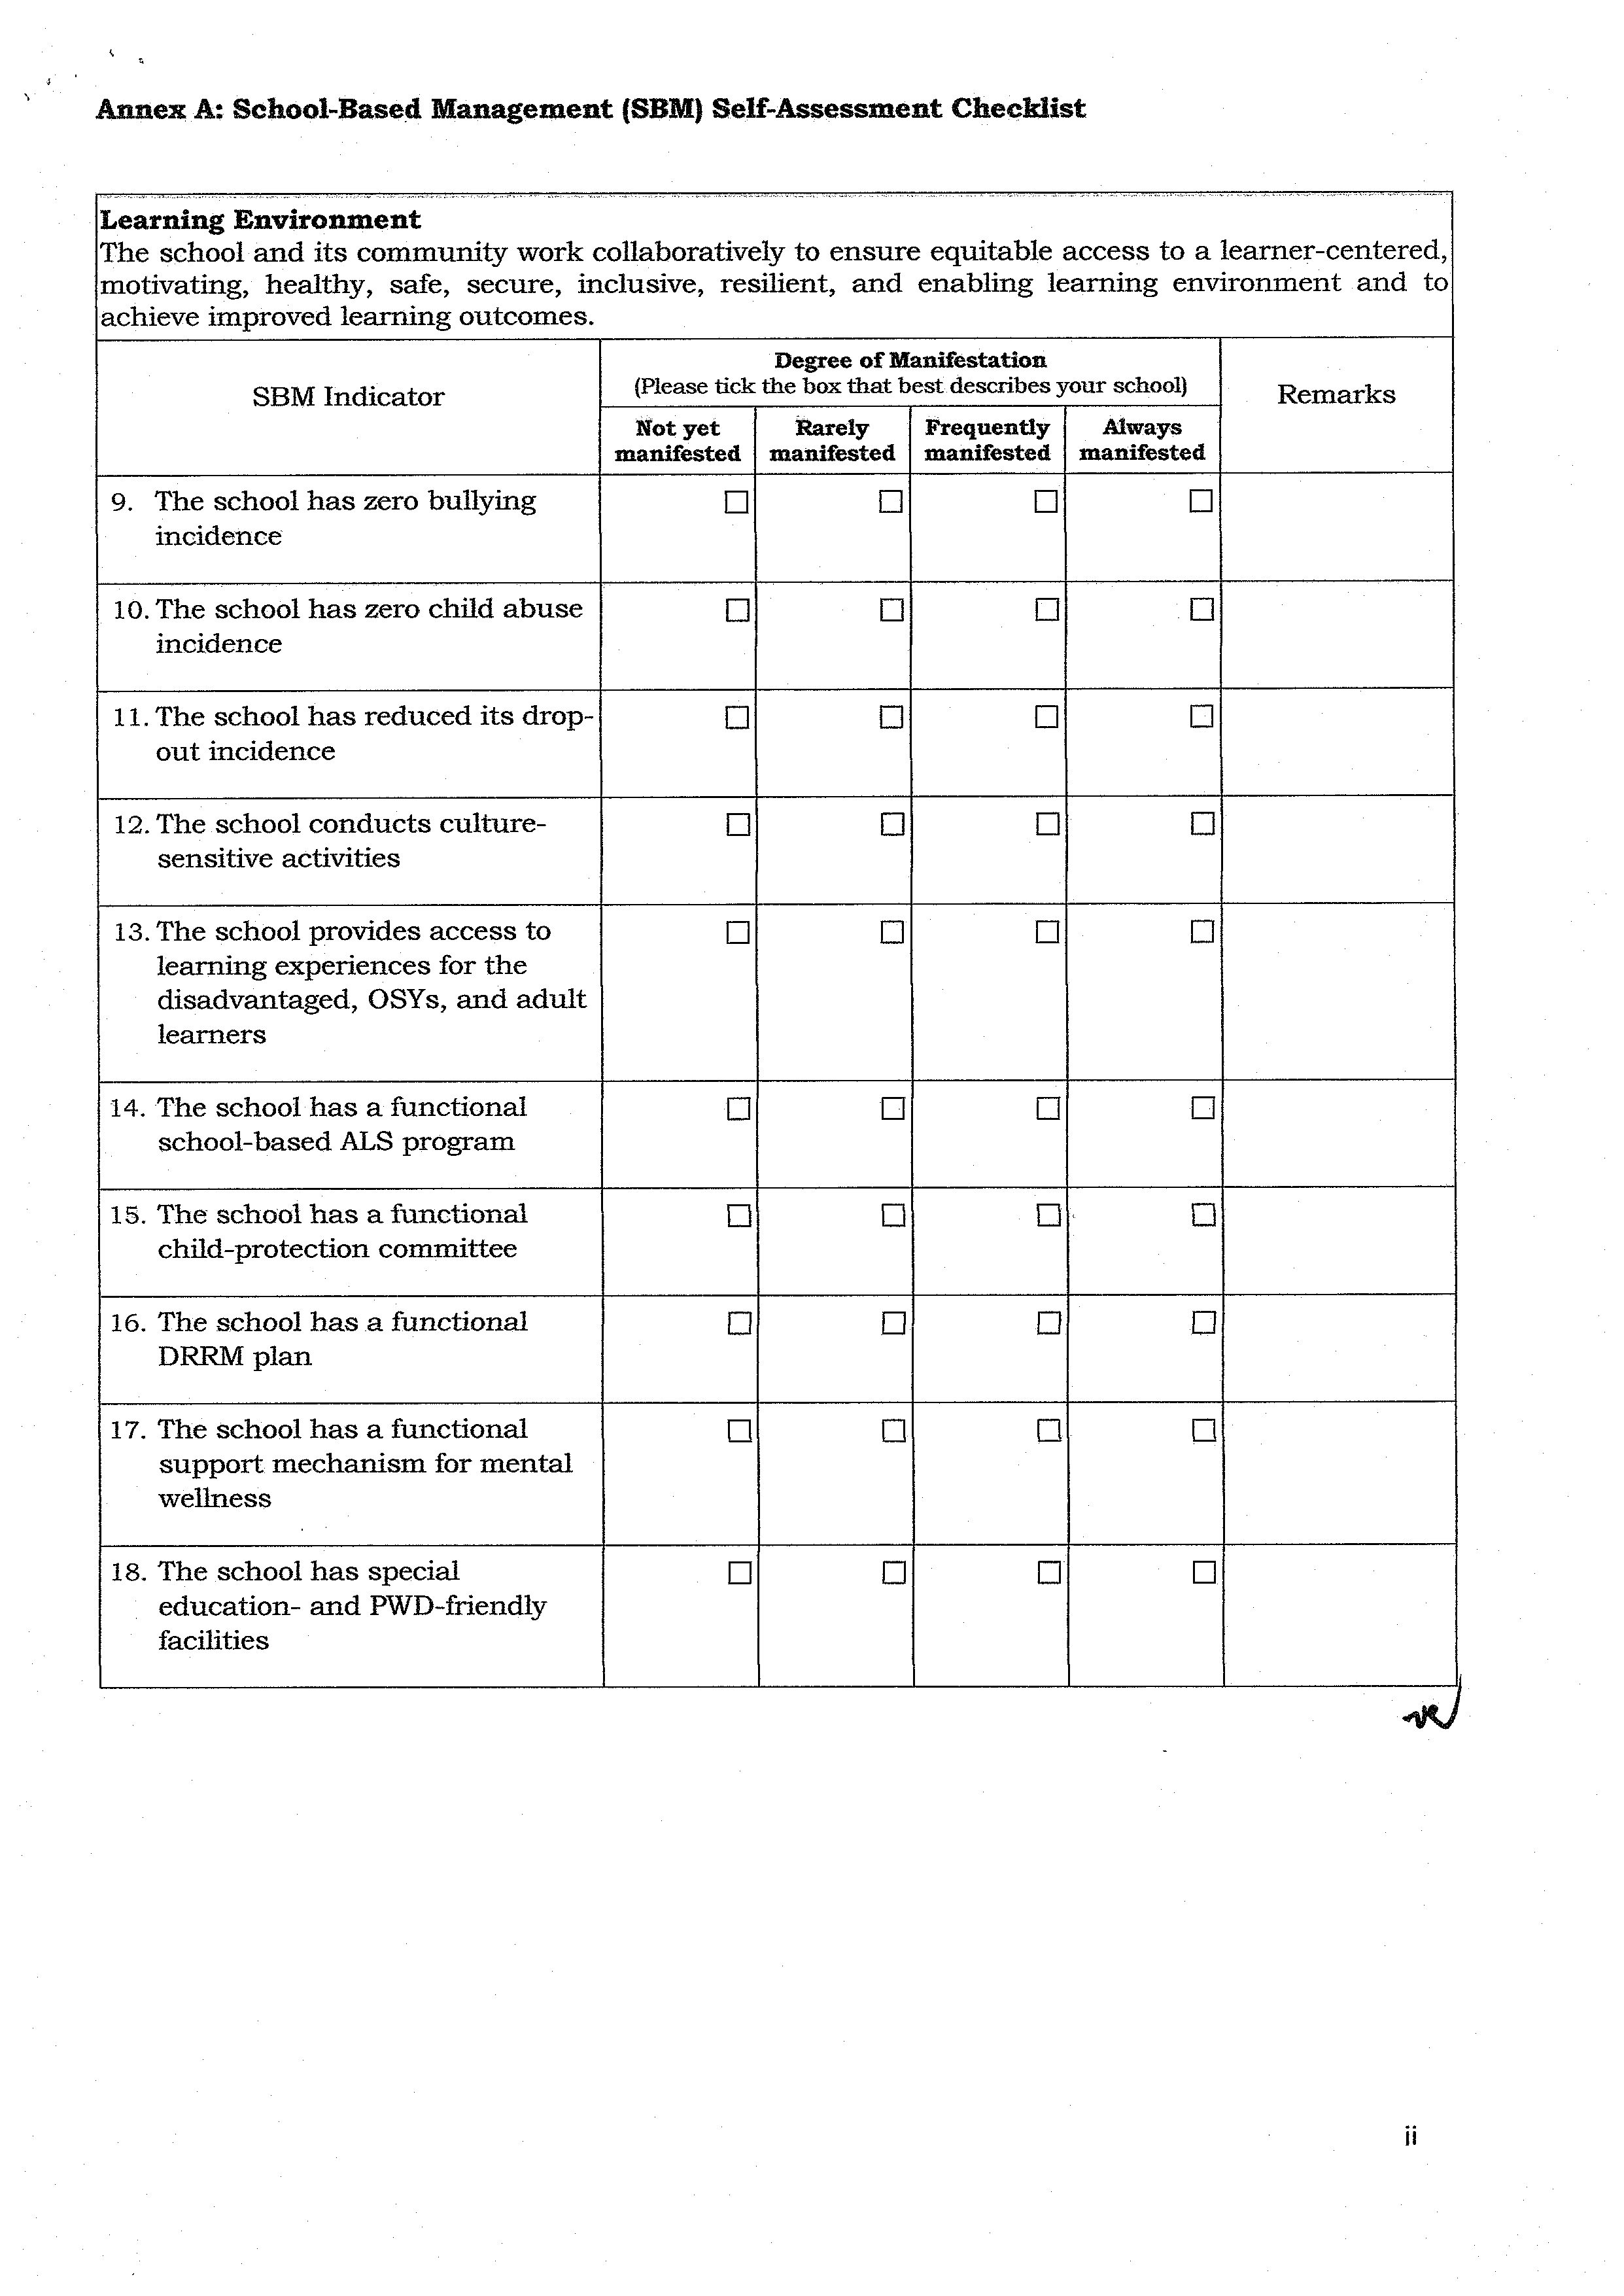 Annex A: School-Based Management (SBM) Self-Assessment Checklist
Learning Environment
The school and its community work collaboratively to ensure equitable access to a learner-centered,
motivating, healthy, safe, secure, inclusive, resilient, and enabling learning environment and to
achieve improved learning outcomes.
SBM Indicator
Degree of Manifestation
(Please tick the box that best describes your school)
Remarks
Not yet manifested
Rarely manifested
Frequently manifested
Always manifested
9. The school has zero bullying
incidence
10. The school has zero child abuse
incidence
11. The school has reduced its drop-
out incidence
12. The school conducts culture-
sensitive activities
13. The school provides access to
learning experiences for the
disadvantaged, OSYs, and adult
learners
14. The school has a functional
school-based ALS program
15. The school has a functional
child-protection committee
16. The school has a functional
DRRM plan
17. The school has a functional
support mechanism for mental
wellness
18. The school has special
education- and PWD-friendly
facilities
ii